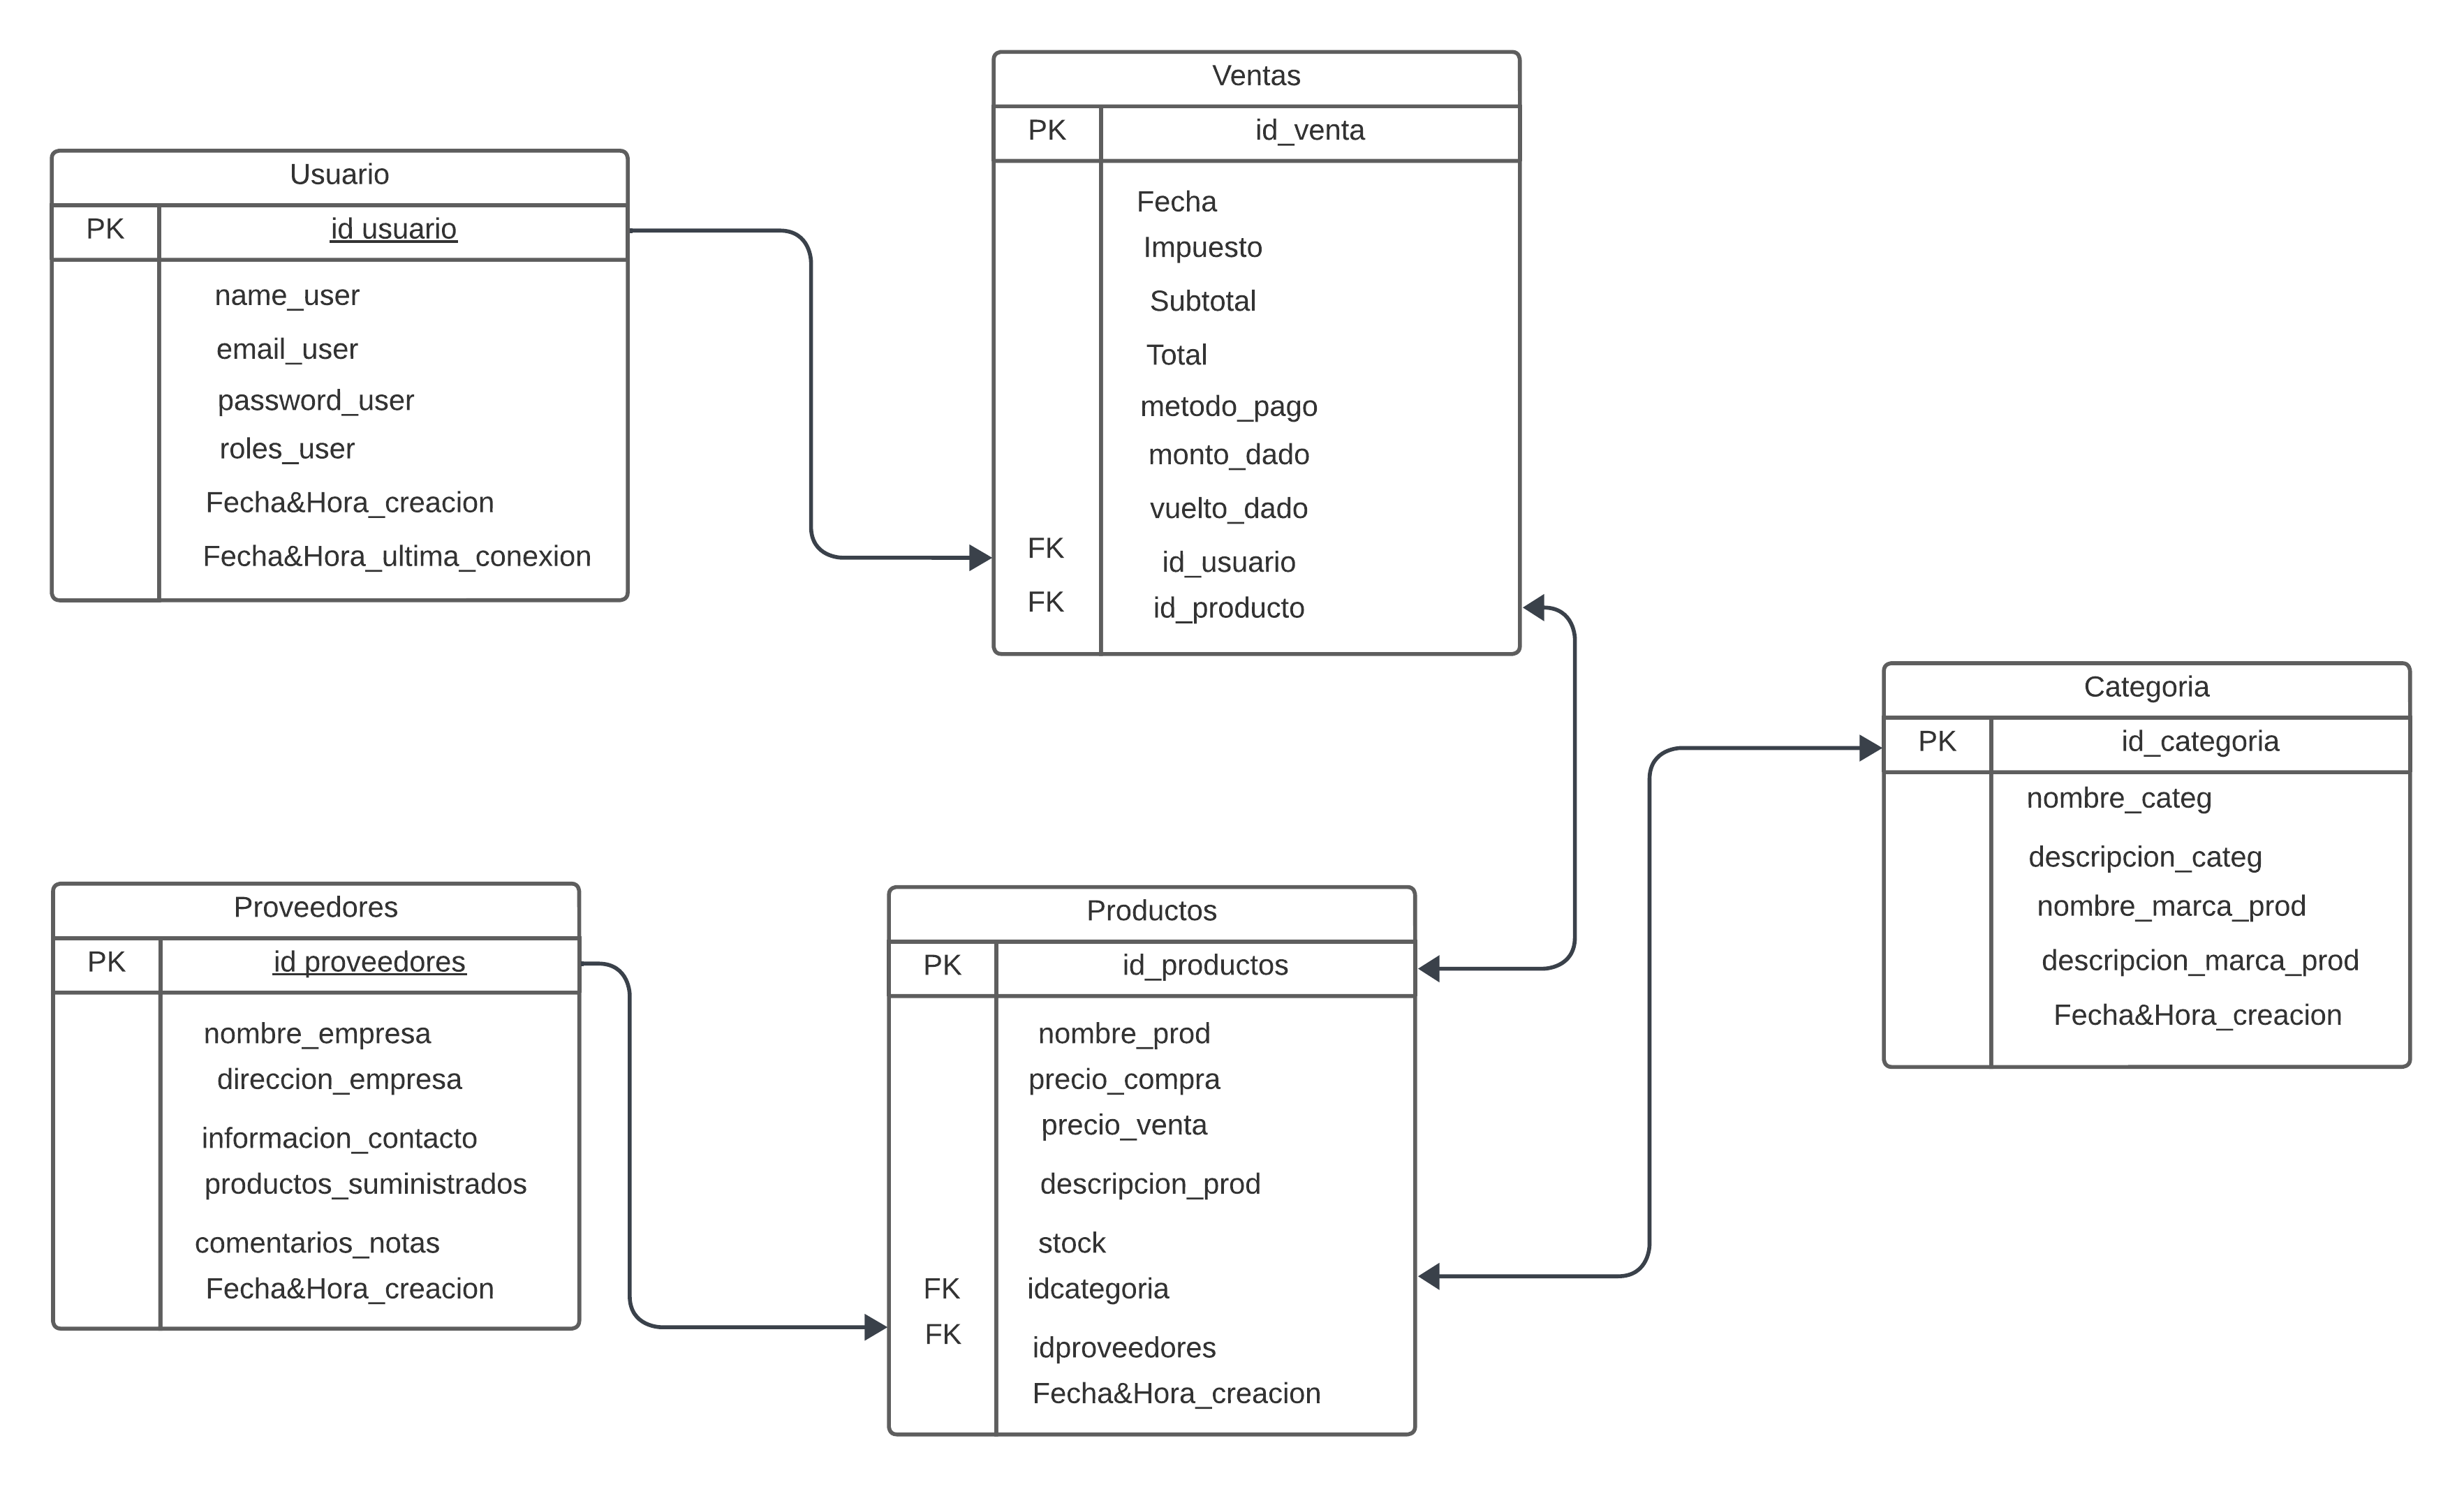 Usuario
PK id usuario
name_user
email_user
password_user
roles_user
Fecha&Hora_creacion
Fecha&Hora_ultima_conexion
Ventas
PK id_venta
Fecha
Impuesto
Subtotal
Total
metodo_pago
monto_dado
vuelto_dado
FK id_usuario
FK id_producto
Categoria
PK id_categoria
nombre_categ
descripcion_categ
nombre_marca_prod
descripcion_marca_prod
Fecha&Hora_creacion
Proveedores
PK id proveedores
nombre_empresa
direccion_empresa
informacion_contacto
productos_suministrados
comentarios_notas
Fecha&Hora_creacion
Productos
PK id_productos
nombre_prod
precio_compra
precio_venta
descripcion_prod
stock
FK idcategoria
FK idproveedores
Fecha&Hora_creacion